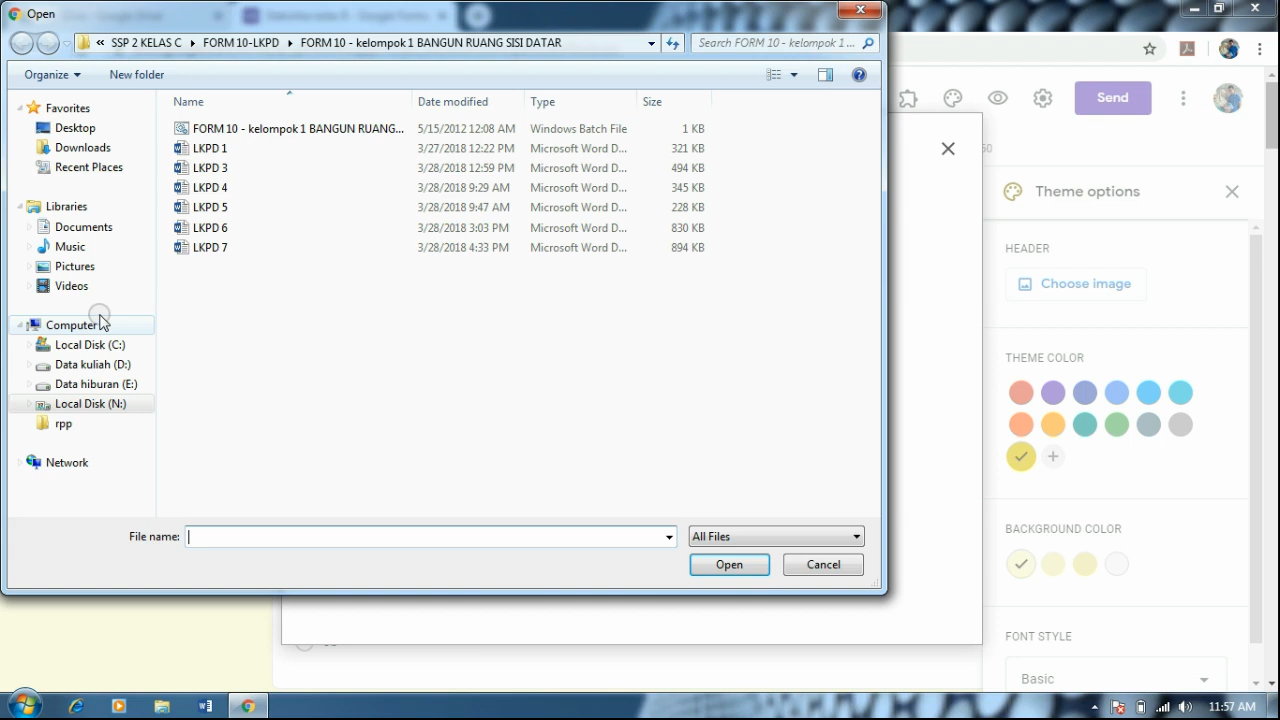 Open
« SSP 2 KELAS C ▸ FORM 10-LKPD ▸ FORM 10 - kelompok 1 BANGUN RUANG SISI DATAR
Search FORM 10 - kelompok 1 ...
Organize
New folder
Name Date modified Type Size
FORM 10 - kelompok 1 BANGUN RUANG... 5/15/2012 12:08 AM Windows Batch File 1 KB
LKPD 1 3/27/2018 12:22 PM Microsoft Word D... 321 KB
LKPD 3 3/28/2018 12:59 PM Microsoft Word D... 494 KB
LKPD 4 3/28/2018 9:29 AM Microsoft Word D... 345 KB
LKPD 5 3/28/2018 9:47 AM Microsoft Word D... 228 KB
LKPD 6 3/28/2018 3:03 PM Microsoft Word D... 830 KB
LKPD 7 3/28/2018 4:33 PM Microsoft Word D... 894 KB
Favorites
Desktop
Downloads
Recent Places
Libraries
Documents
Music
Pictures
Videos
Computer
Local Disk (C:)
Data kuliah (D:)
Data hiburan (E:)
Local Disk (N:)
rpp
Network
File name:
All Files
Open
Cancel
Send
Theme options
HEADER
Choose image
THEME COLOR
BACKGROUND COLOR
FONT STYLE
Basic
11:57 AM